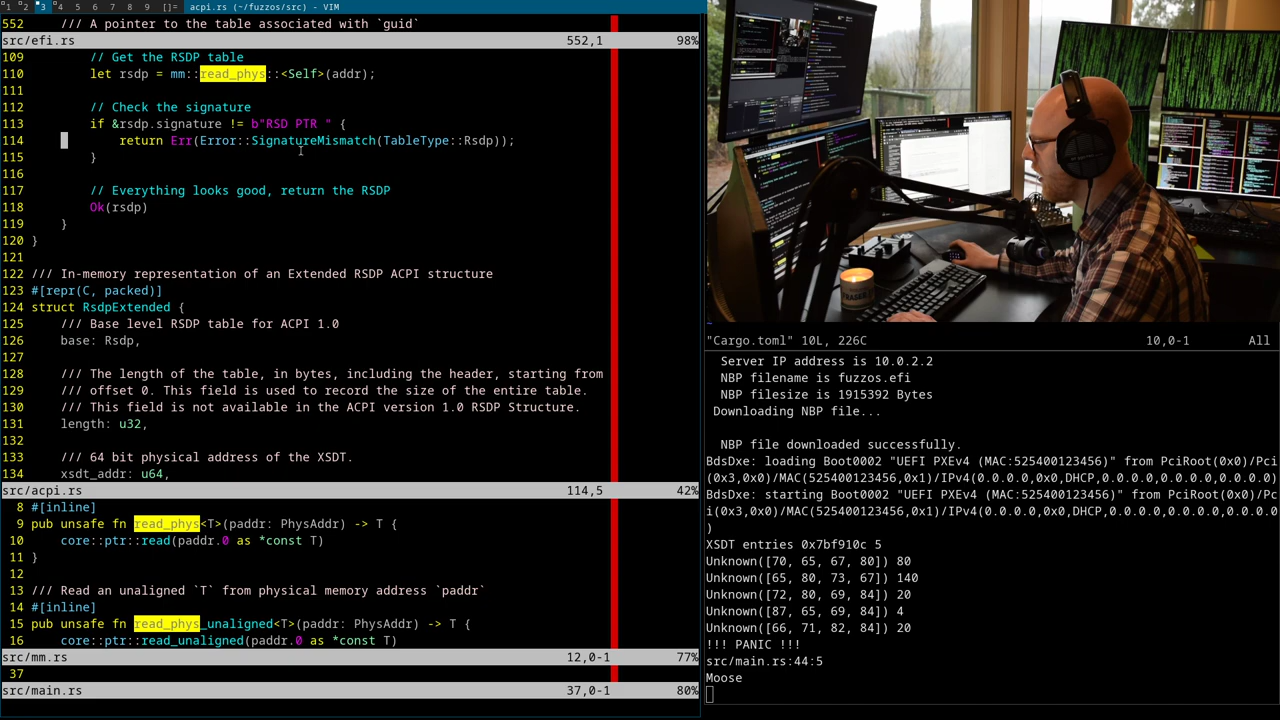 1 2 3 4 5 6 7 8 9 []= acpi.rs (~/fuzzos/src) - VIM
552 /// A pointer to the table associated with `guid`
src/efi.rs 552,1 98%
109 // Get the RSDP table
110 let rsdp = mm::read_phys::<Self>(addr);
111
112 // Check the signature
113 if &rsdp.signature != b"RSD PTR " {
114 return Err(Error::SignatureMismatch(TableType::Rsdp));
115 }
116
117 // Everything looks good, return the RSDP
118 Ok(rsdp)
119 }
120 }
121
122 /// In-memory representation of an Extended RSDP ACPI structure
123 #[repr(C, packed)]
124 struct RsdpExtended {
125 /// Base level RSDP table for ACPI 1.0
126 base: Rsdp,
127
128 /// The length of the table, in bytes, including the header, starting from
129 /// offset 0. This field is used to record the size of the entire table.
130 /// This field is not available in the ACPI version 1.0 RSDP Structure.
131 length: u32,
132
133 /// 64 bit physical address of the XSDT.
134 xsdt_addr: u64,
src/acpi.rs 114,5 42%
8 #[inline]
9 pub unsafe fn read_phys<T>(paddr: PhysAddr) -> T {
10 core::ptr::read(paddr.0 as *const T)
11 }
12
13 /// Read an unaligned `T` from physical memory address `paddr`
14 #[inline]
15 pub unsafe fn read_phys_unaligned<T>(paddr: PhysAddr) -> T {
16 core::ptr::read_unaligned(paddr.0 as *const T)
src/mm.rs 12,0-1 77%
37
src/main.rs 37,0-1 80%
"Cargo.toml" 10L, 226C 10,0-1 All
Server IP address is 10.0.2.2
NBP filename is fuzzos.efi
NBP filesize is 1915392 Bytes
Downloading NBP file...
NBP file downloaded successfully.
BdsDxe: loading Boot0002 "UEFI PXEv4 (MAC:525400123456)" from PciRoot(0x0)/Pci
(0x3,0x0)/MAC(525400123456,0x1)/IPv4(0.0.0.0,0x0,DHCP,0.0.0.0,0.0.0.0,0.0.0.0)
BdsDxe: starting Boot0002 "UEFI PXEv4 (MAC:525400123456)" from PciRoot(0x0)/Pc
i(0x3,0x0)/MAC(525400123456,0x1)/IPv4(0.0.0.0,0x0,DHCP,0.0.0.0,0.0.0.0,0.0.0.0
)
XSDT entries 0x7bf910c 5
Unknown([70, 65, 67, 80]) 80
Unknown([65, 80, 73, 67]) 140
Unknown([72, 80, 69, 84]) 20
Unknown([87, 65, 69, 84]) 4
Unknown([66, 71, 82, 84]) 20
!!! PANIC !!!
src/main.rs:44:5
Moose